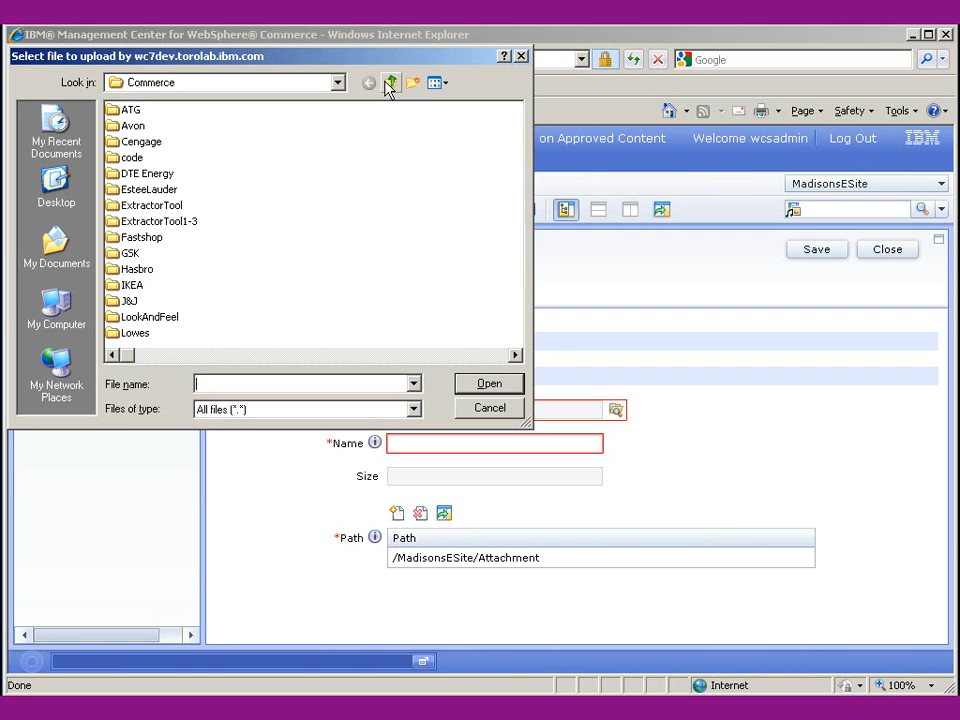 IBM® Management Center for WebSphere® Commerce - Windows Internet Explorer
Select file to upload by wc7dev.torolab.ibm.com
Google
Look in: Commerce
Page Safety Tools
on Approved Content Welcome wcsadmin Log Out IBM
MadisonsESite
Save Close
My Recent Documents
Desktop
My Documents
My Computer
My Network Places
ATG
Avon
Cengage
code
DTE Energy
EsteeLauder
ExtractorTool
ExtractorTool1-3
Fastshop
GSK
Hasbro
IKEA
J&J
LookAndFeel
Lowes
File name: Open
Files of type: All files (*.*) Cancel
*Name
Size
*Path Path
/MadisonsESite/Attachment
Done Internet 100%